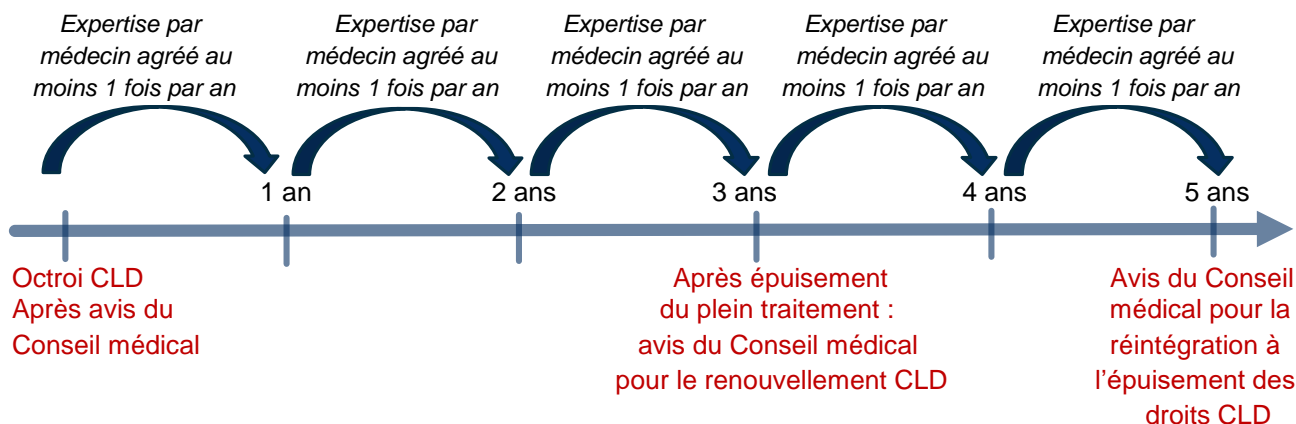 Expertise par
médecin agréé au
moins 1 fois par an
Expertise par
médecin agréé au
moins 1 fois par an
Expertise par
médecin agréé au
moins 1 fois par an
Expertise par
médecin agréé au
moins 1 fois par an
Expertise par
médecin agréé au
moins 1 fois par an
1 an
2 ans
3 ans
4 ans
5 ans
Octroi CLD
Après avis du
Conseil médical
Après épuisement
du plein traitement :
avis du Conseil médical
pour le renouvellement CLD
Avis du Conseil
médical pour la
réintégration à
l’épuisement des
droits CLD